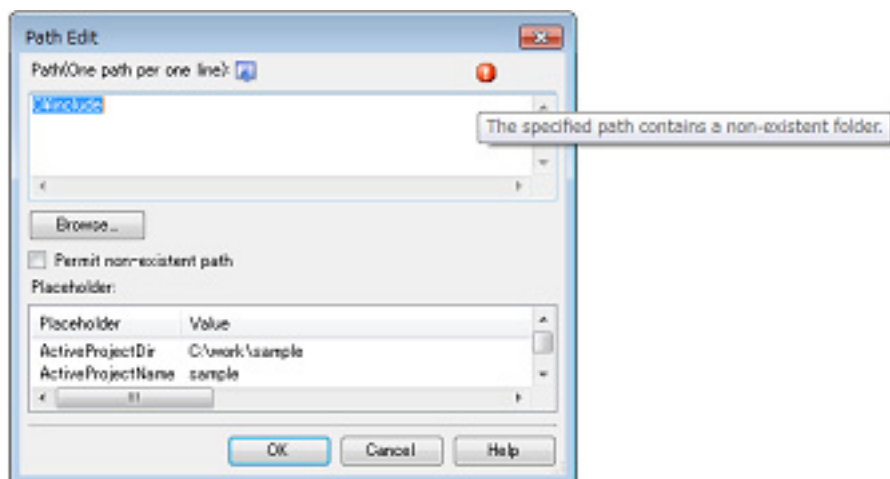 Path Edit
Path(One path per one line):
C:¥include
The specified path contains a non-existent folder.
Browse...
Permit non-existent path
Placeholder:
Placeholder Value
ActiveProjectDir C:\work\sample
ActiveProjectName sample
OK Cancel Help